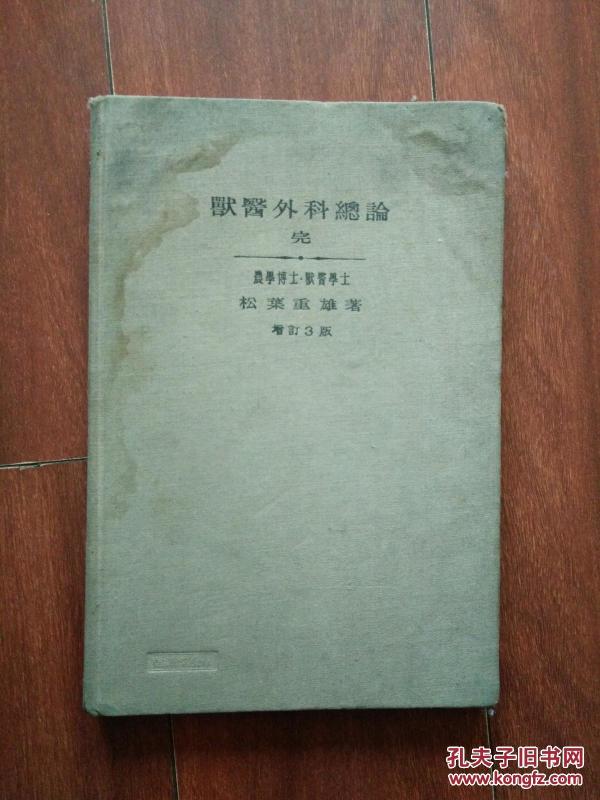 獸醫外科總論
完
農學博士·獸醫學士
松葉重雄著
增訂3版
孔夫子旧书网
www.kongfz.com